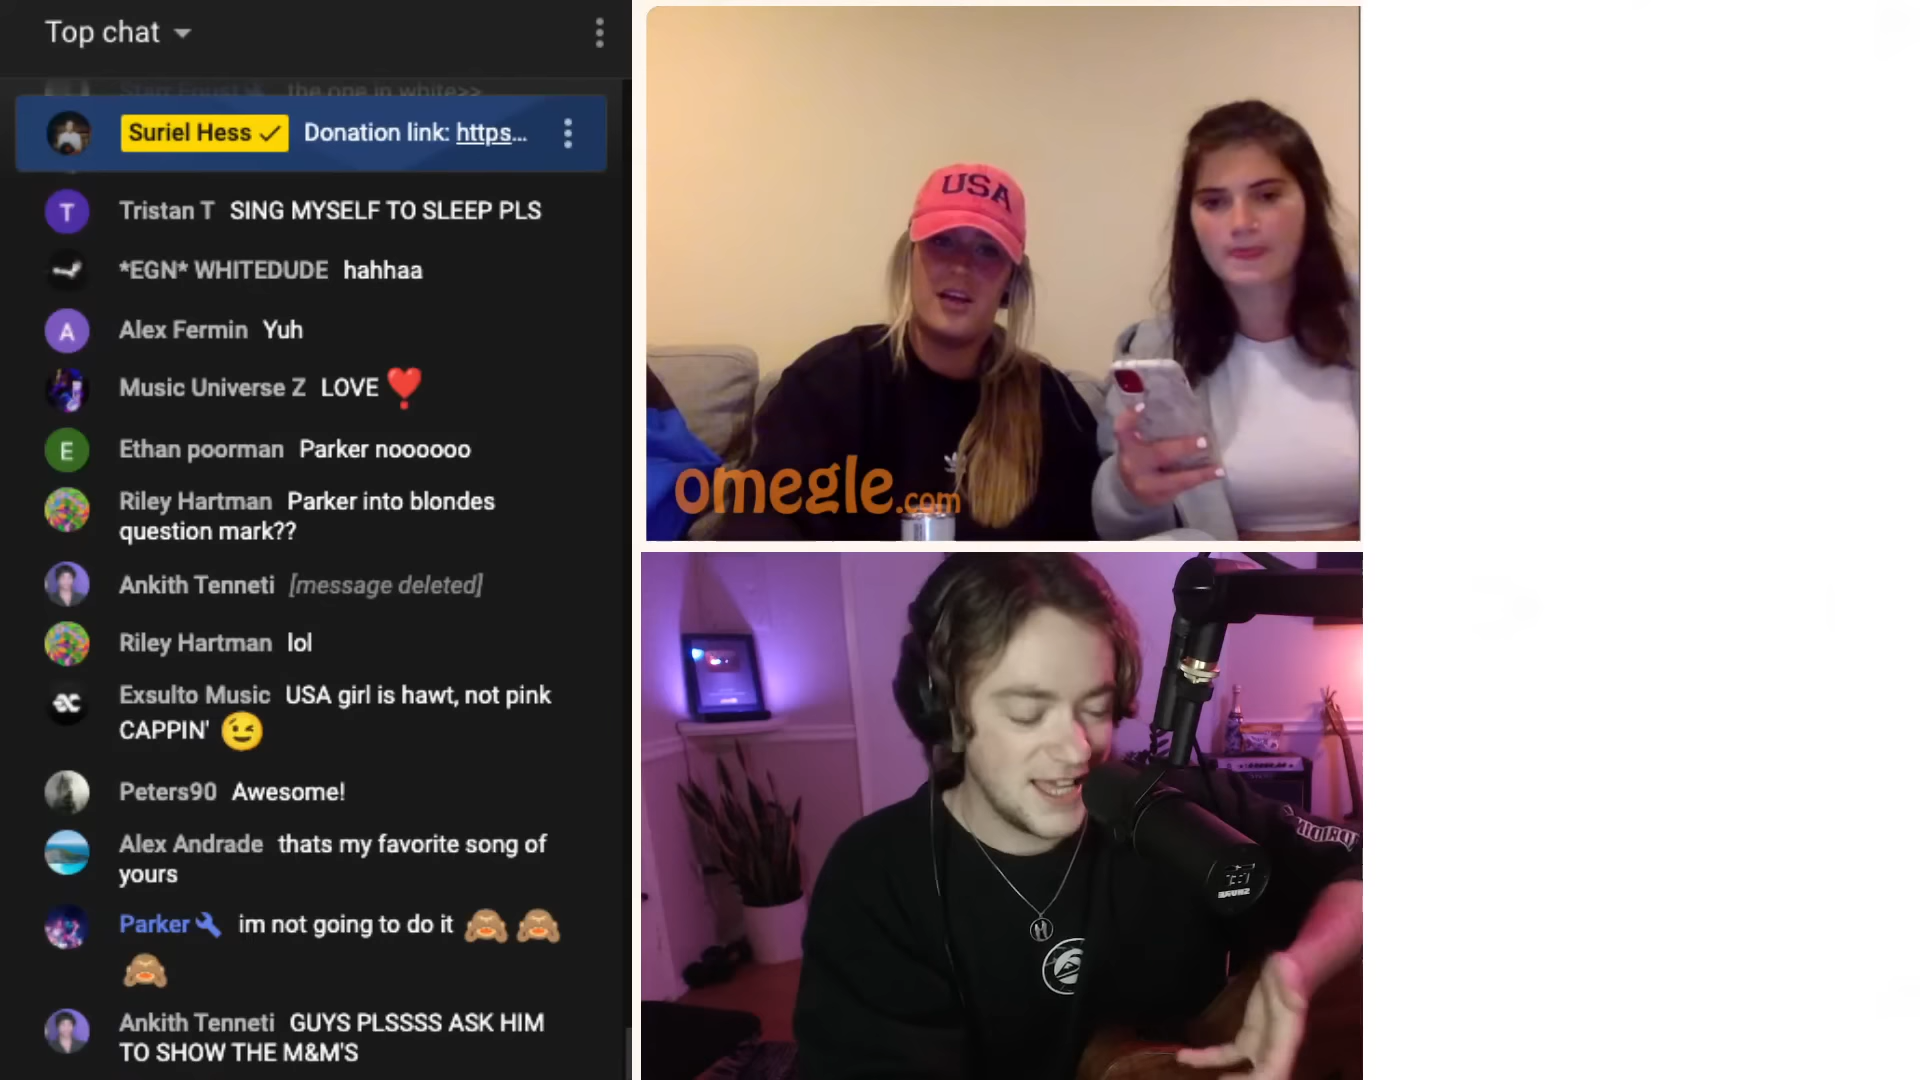 Top chat
the one in white>>
Suriel Hess Donation link: https...
Tristan T SING MYSELF TO SLEEP PLS
*EGN* WHITEDUDE hahhaa
Alex Fermin Yuh
Music Universe Z LOVE
Ethan poorman Parker noooooo
Riley Hartman Parker into blondes
question mark??
Ankith Tenneti [message deleted]
Riley Hartman lol
Exsulto Music USA girl is hawt, not pink
CAPPIN'
Peters90 Awesome!
Alex Andrade thats my favorite song of
yours
Parker im not going to do it
Ankith Tenneti GUYS PLSSSS ASK HIM
TO SHOW THE M&M'S
T
A
E
USA
omegle.com